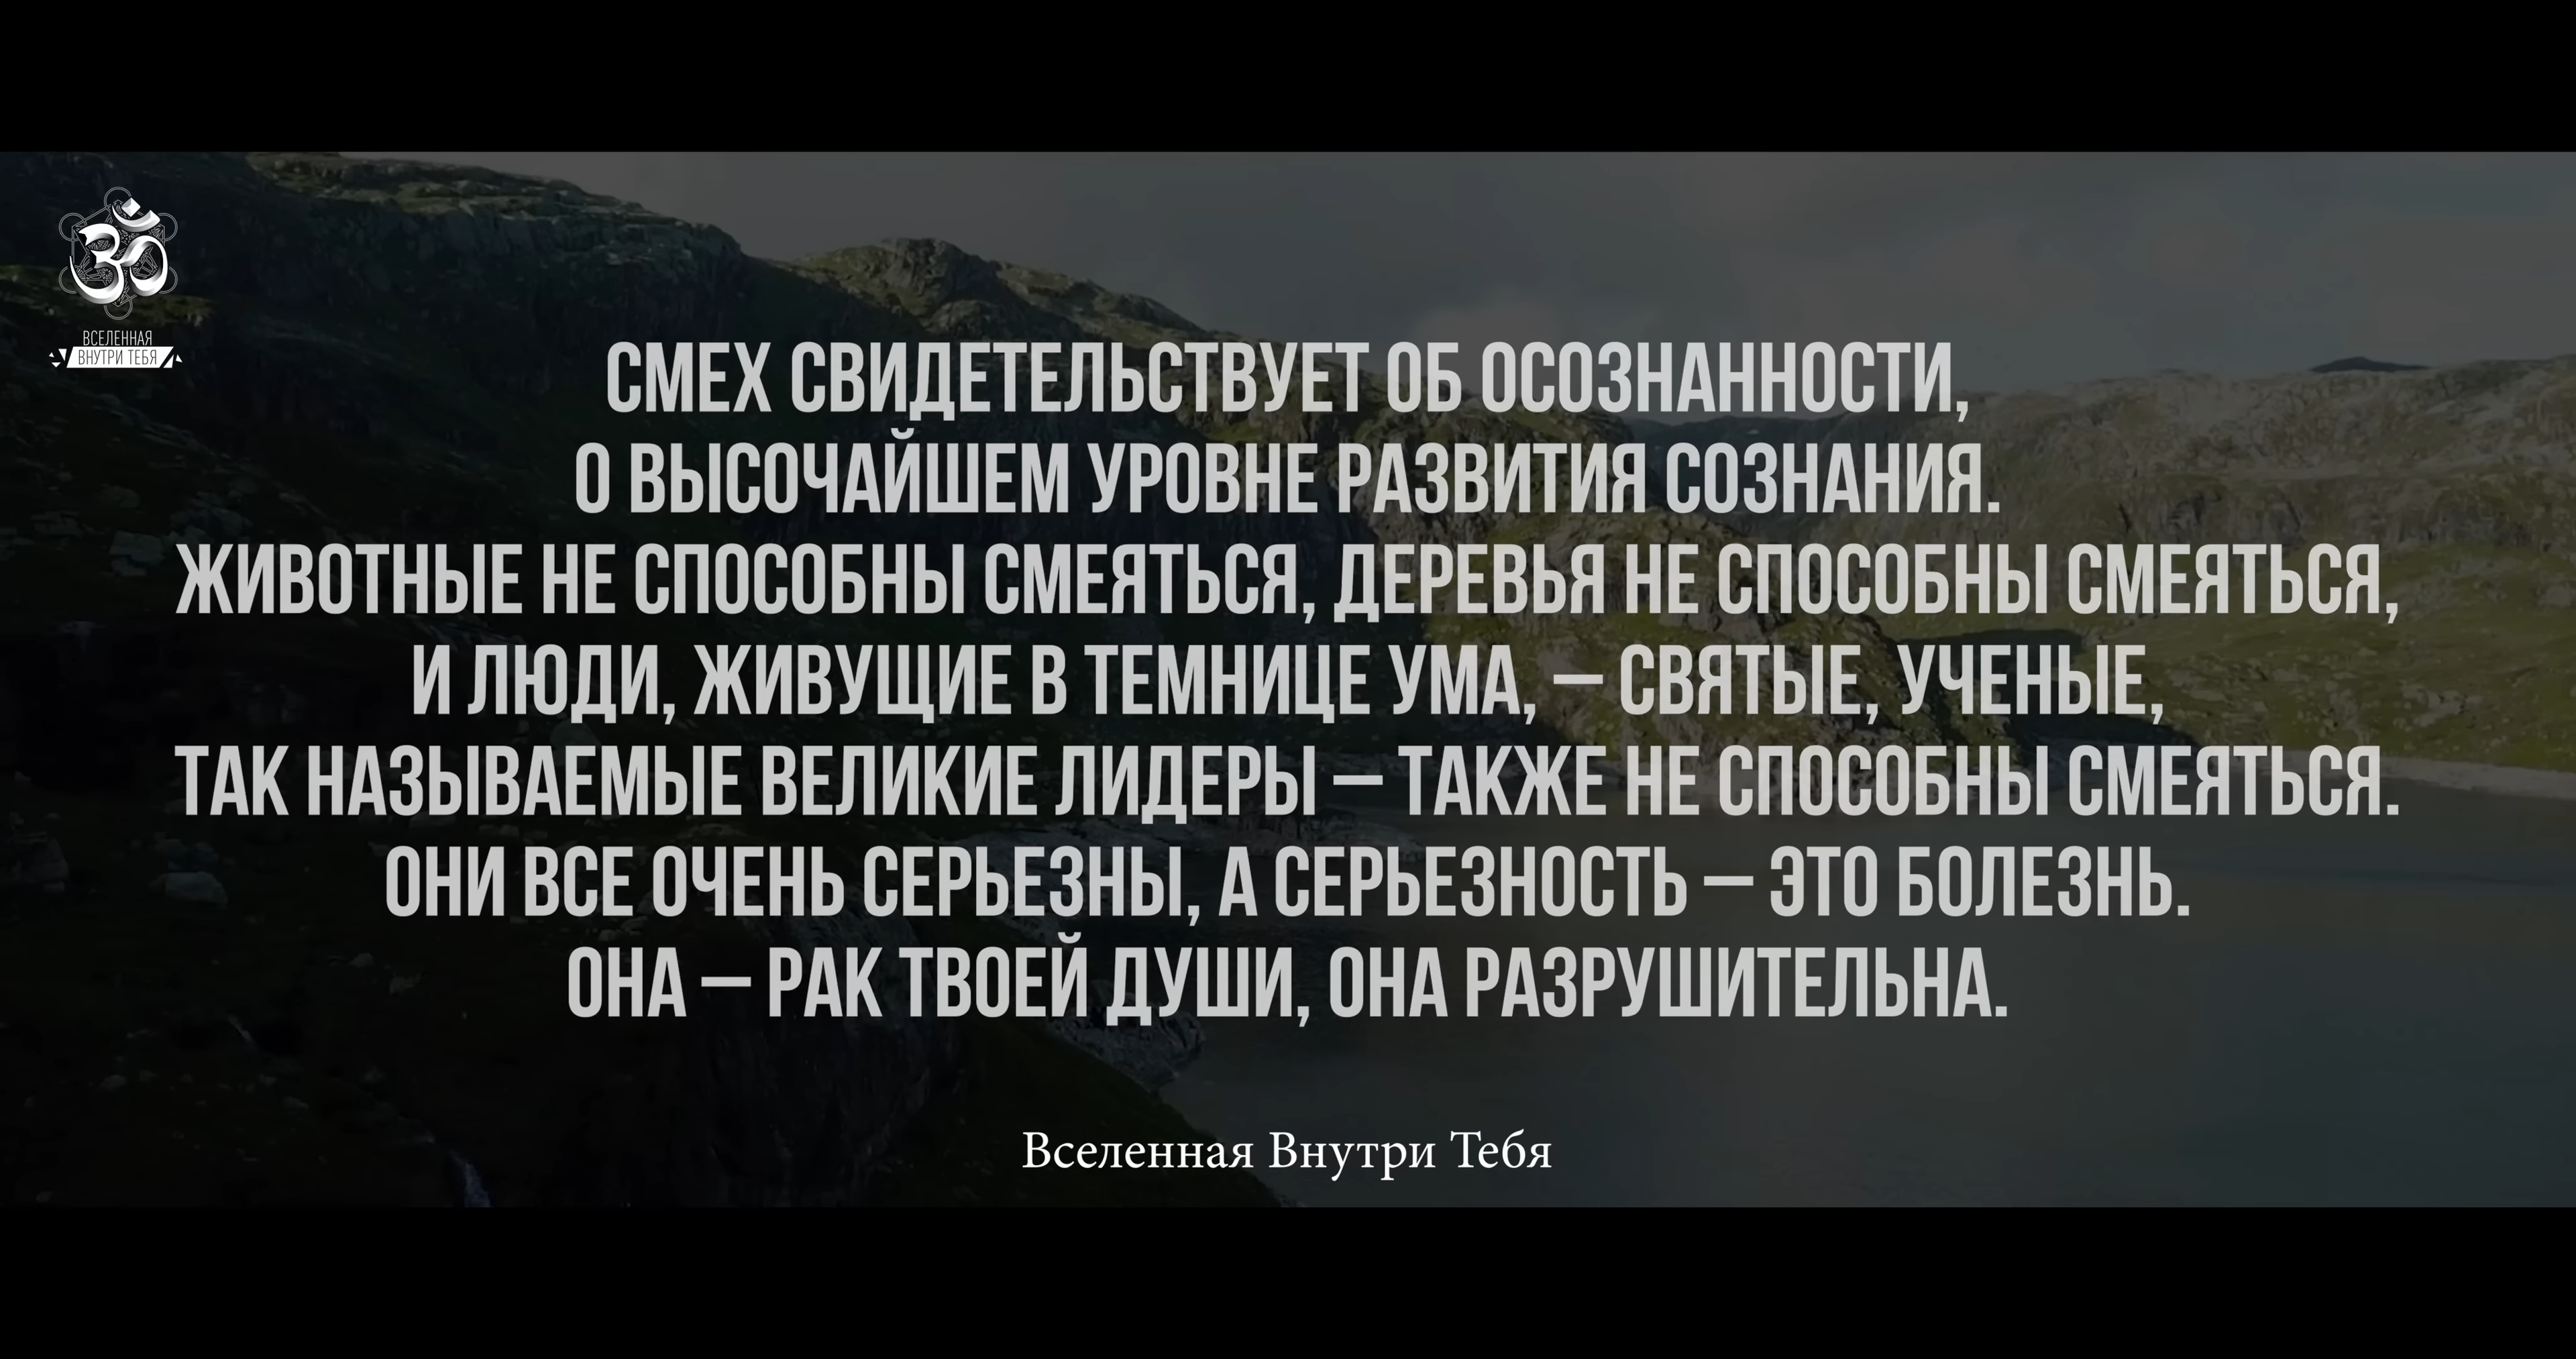 ВСЕЛЕННАЯ
ВНУТРИ ТЕБЯ
СМЕХ СВИДЕТЕЛЬСТВУЕТ ОБ ОСОЗНАННОСТИ,
О ВЫСОЧАЙШЕМ УРОВНЕ РАЗВИТИЯ СОЗНАНИЯ.
ЖИВОТНЫЕ НЕ СПОСОБНЫ СМЕЯТЬСЯ, ДЕРЕВЬЯ НЕ СПОСОБНЫ СМЕЯТЬСЯ,
И ЛЮДИ, ЖИВУЩИЕ В ТЕМНИЦЕ УМА, – СВЯТЫЕ, УЧЕНЫЕ,
ТАК НАЗЫВАЕМЫЕ ВЕЛИКИЕ ЛИДЕРЫ – ТАКЖЕ НЕ СПОСОБНЫ СМЕЯТЬСЯ.
ОНИ ВСЕ ОЧЕНЬ СЕРЬЕЗНЫ, А СЕРЬЕЗНОСТЬ – ЭТО БОЛЕЗНЬ.
ОНА – РАК ТВОЕЙ ДУШИ, ОНА РАЗРУШИТЕЛЬНА.
Вселенная Внутри Тебя